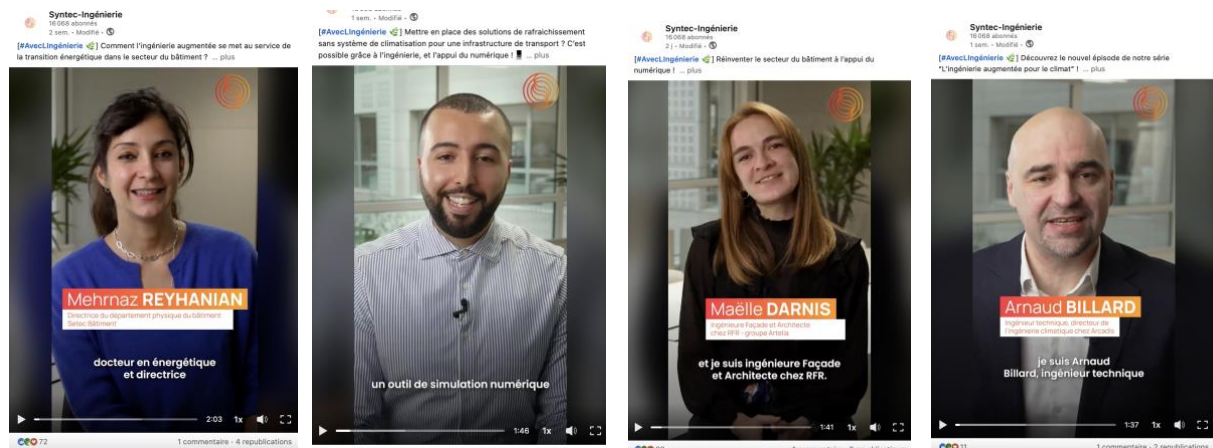 Syntec-Ingénierie
16 068 abonnés
2 sem. • Modifié •
[#AvecLIngénierie 🌿] Comment l'ingénierie augmentée se met au service de
la transition énergétique dans le secteur du bâtiment ? ... plus
Mehrnaz REYHANIAN
Directrice du département physique du bâtiment
Setec Bâtiment
docteur en énergétique
et directrice
2:03 1x
72 1 commentaire · 4 republications
1 sem. • Modifié •
[#AvecLIngénierie 🌿] Mettre en place des solutions de rafraichissement
sans système de climatisation pour une infrastructure de transport ? C'est
possible grâce à l'ingénierie, et l'appui du numérique ! 📱 ... plus
un outil de simulation numérique
1:46 1x
Syntec-Ingénierie
16 068 abonnés
2 j • Modifié •
[#AvecLIngénierie 🌿] Réinventer le secteur du bâtiment à l'appui du
numérique ! ... plus
Maëlle DARNIS
Ingénieure Façade et Architecte
chez RFR - groupe Artelia
et je suis ingénieure Façade
et Architecte chez RFR.
1:41 1x
Syntec-Ingénierie
16 068 abonnés
1 sem. • Modifié •
[#AvecLIngénierie 🌿] Découvrez le nouvel épisode de notre série
"L'ingénierie augmentée pour le climat" ! ... plus
Arnaud BILLARD
Ingénieur technique, directeur de
l'ingénierie climatique chez Arcadis
je suis Arnaud
Billard, ingénieur technique
1:37 1x